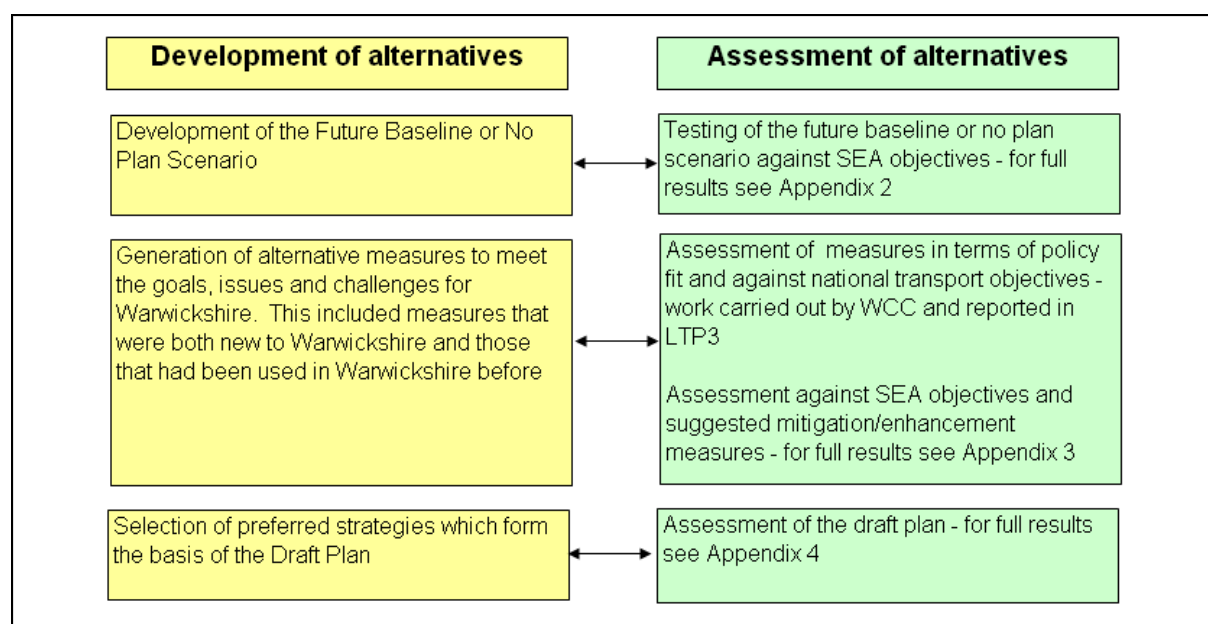 Development of alternatives
Assessment of alternatives
Development of the Future Baseline or No
Plan Scenario
Testing of the future baseline or no plan
scenario against SEA objectives - for full
results see Appendix 2
Generation of alternative measures to meet
the goals, issues and challenges for
Warwickshire.  This included measures that
were both new to Warwickshire and those
that had been used in Warwickshire before
Assessment of  measures in terms of policy
fit and against national transport objectives -
work carried out by WCC and reported in
LTP3
Assessment against SEA objectives and
suggested mitigation/enhancement
measures - for full results see Appendix 3
Selection of preferred strategies which form
the basis of the Draft Plan
Assessment of the draft plan - for full results
see Appendix 4